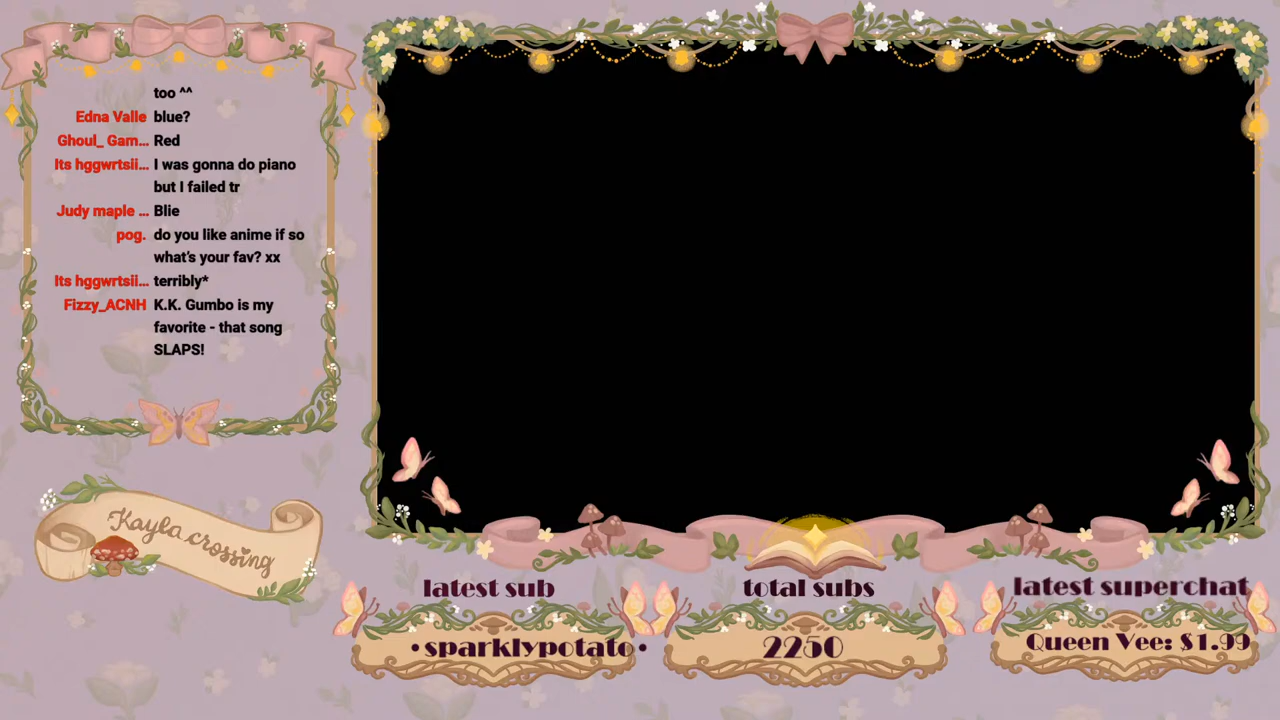 too ^^
Edna Valle blue?
Ghoul_ Gam... Red
Its hggwrtsii... I was gonna do piano
but I failed tr
Judy maple ... Blie
pog. do you like anime if so
what's your fav? xx
Its hggwrtsii... terribly*
Fizzy_ACNH K.K. Gumbo is my
favorite - that song
SLAPS!
Kayla crossing
latest sub
•sparklypotato•
total subs
2250
latest superchat
Queen Vee: $1.99